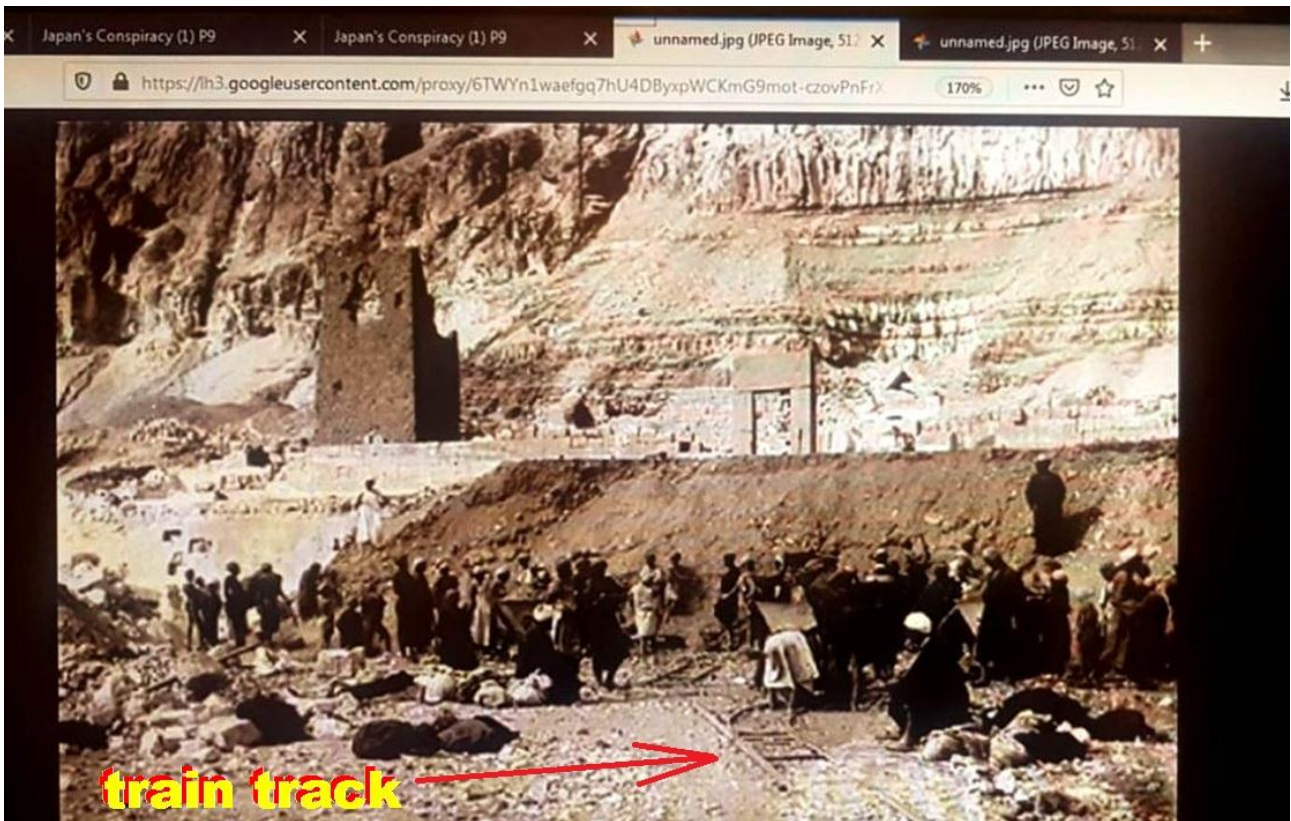 Japan's Conspiracy (1) P9
Japan's Conspiracy (1) P9
unnamed.jpg (JPEG Image, 512
unnamed.jpg (JPEG Image, 51
https://lh3.googleusercontent.com/proxy/6TWYn1waefgq7hU4DByxpWCKmG9mot-czovPnFrX
170%
train track